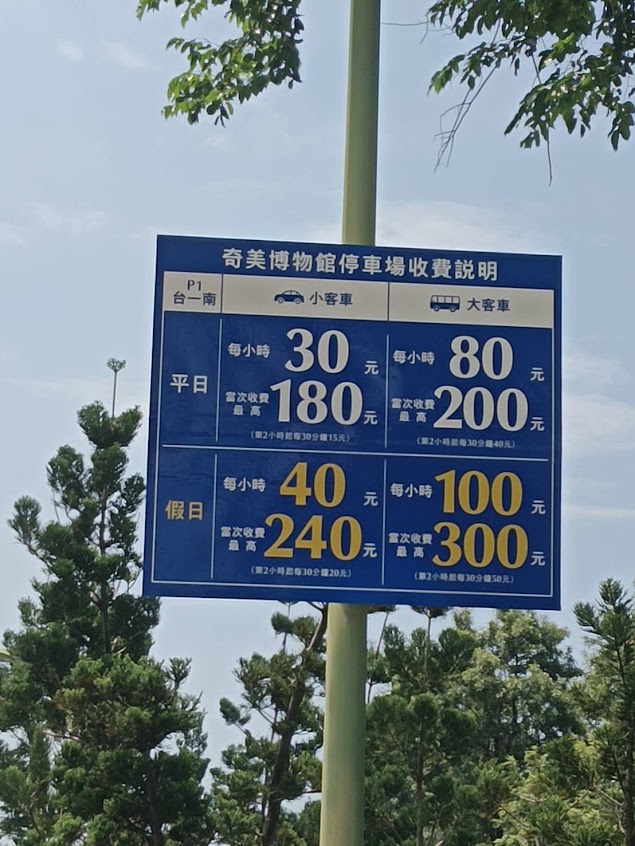 奇美博物館停車場收費說明
P1
台一南
小客車
大客車
平日
每小時 30 元
當次收費
最高 180 元
(第2小時起每30分鐘15元)
每小時 80 元
當次收費
最高 200 元
(第2小時起每30分鐘40元)
假日
每小時 40 元
當次收費
最高 240 元
(第2小時起每30分鐘20元)
每小時 100 元
當次收費
最高 300 元
(第2小時起每30分鐘50元)